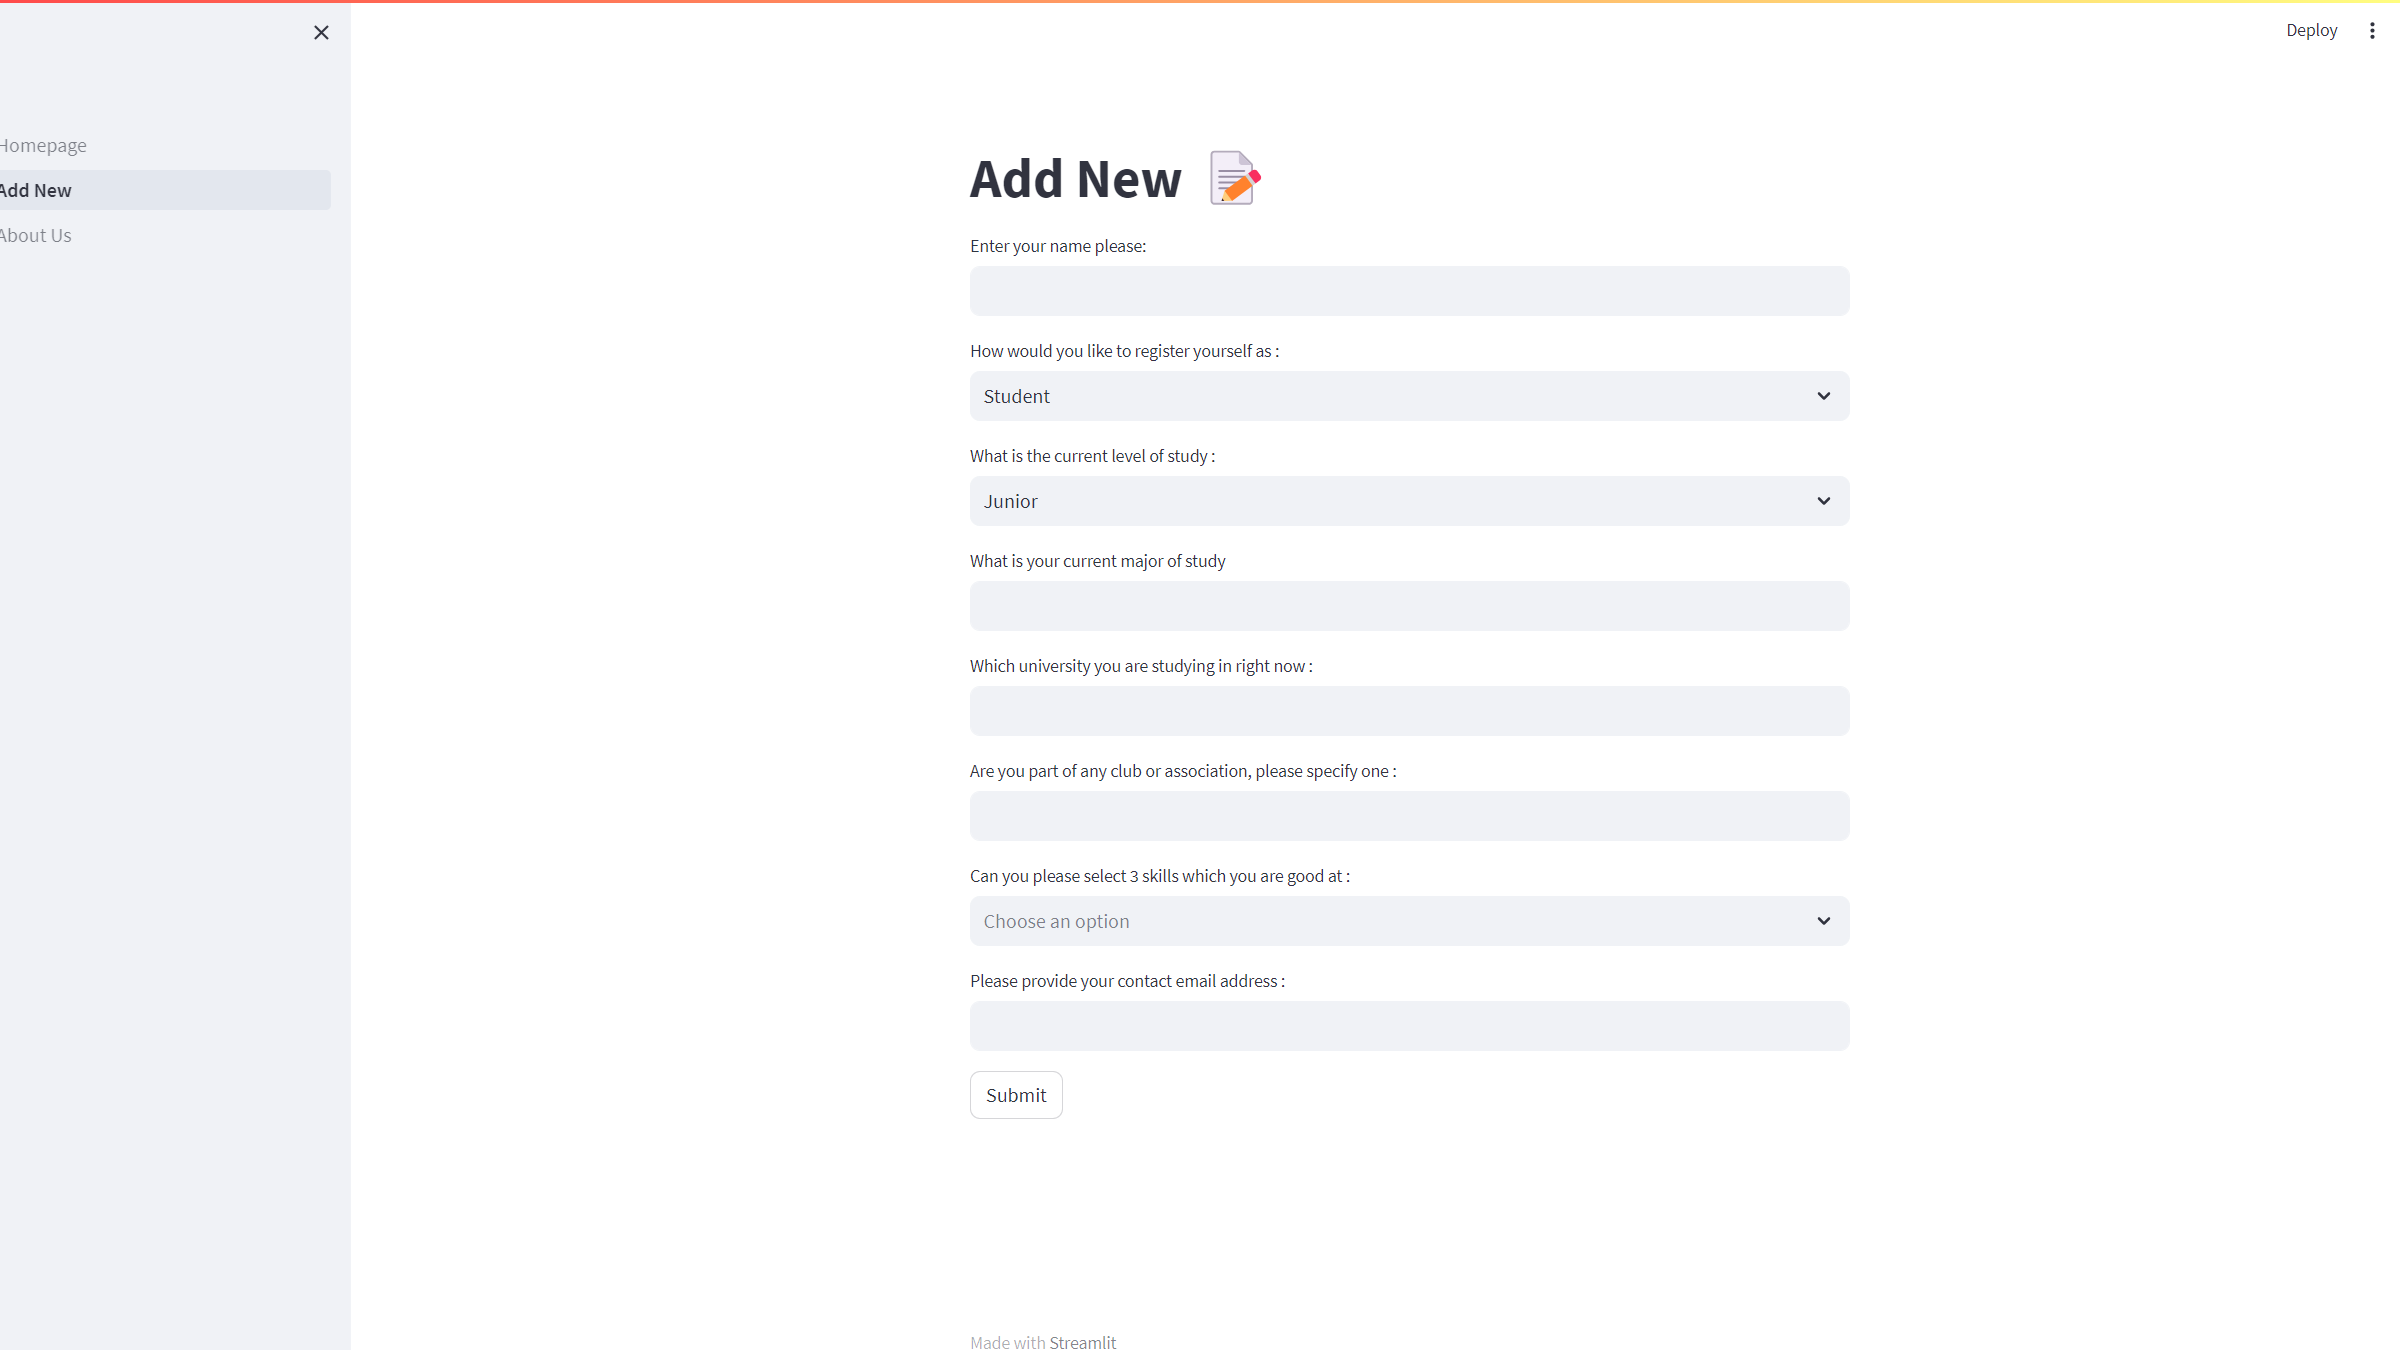 Deploy
Homepage
Add New
About Us
Add New
Enter your name please:
How would you like to register yourself as :
Student
What is the current level of study :
Junior
What is your current major of study
Which university you are studying in right now :
Are you part of any club or association, please specify one :
Can you please select 3 skills which you are good at :
Choose an option
Please provide your contact email address :
Submit
Made with Streamlit